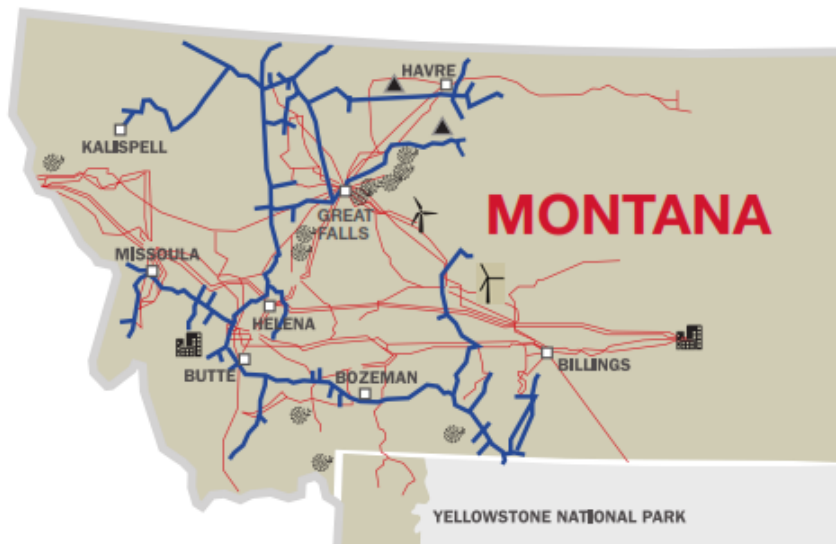 HAVRE
KALISPELL
GREAT
FALLS
MONTANA
MISSOULA
HELENA
BUTTE
BOZEMAN
BILLINGS
YELLOWSTONE NATIONAL PARK